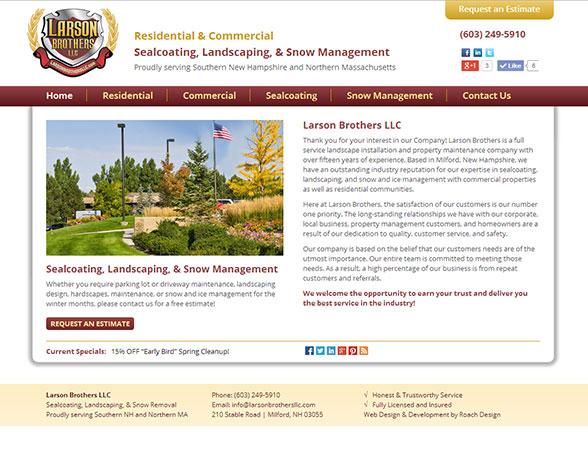 Request an Estimate
LARSON
BROTHERS
LLC
Residential & Commercial
Sealcoating, Landscaping, & Snow Management
Proudly serving Southern New Hampshire and Northern Massachusetts
(603) 249-5910
+1 3 Like 6
Home Residential Commercial Sealcoating Snow Management Contact Us
Larson Brothers LLC
Thank you for your interest in our Company! Larson Brothers is a full
service landscape installation and property maintenance company with
over fifteen years of experience. Based in Milford, New Hampshire, we
have an outstanding industry reputation for our expertise in sealcoating,
landscaping, and snow and ice management with commercial properties
as well as residential communities.
Here at Larson Brothers, the satisfaction of our customers is our number
one priority. The long-standing relationships we have with our corporate,
local business, property management customers, and homeowners are a
result of our dedication to quality, customer service, and safety.
Our company is based on the belief that our customers needs are of the
utmost importance. Our entire team is committed to meeting those
needs. As a result, a high percentage of our business is from repeat
customers and referrals.
We welcome the opportunity to earn your trust and deliver you
the best service in the industry!
Sealcoating, Landscaping, & Snow Management
Whether you require parking lot or driveway maintenance, landscaping
design, hardscapes, maintenance, or snow and ice management for the
winter months, please contact us for a free estimate!
REQUEST AN ESTIMATE
Current Specials: 15% OFF "Early Bird" Spring Cleanup!
Larson Brothers LLC
Sealcoating, Landscaping, & Snow Removal
Proudly serving Southern NH and Northern MA
Phone: (603) 249-5910
Email: info@larsonbrothersllc.com
210 Stable Road | Milford, NH 03055
√ Honest & Trustworthy Service
√ Fully Licensed and Insured
Web Design & Development by Roach Design